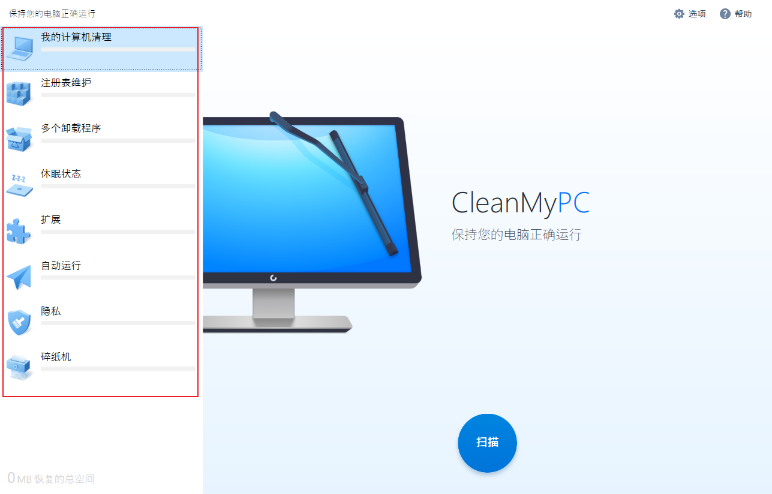 保持您的电脑正确运行
选项
帮助
我的计算机清理
注册表维护
多个卸载程序
休眠状态
Z-Z-Z
扩展
自动运行
隐私
碎纸机
CleanMyPC
保持您的电脑正确运行
扫描
0 MB 恢复的总空间